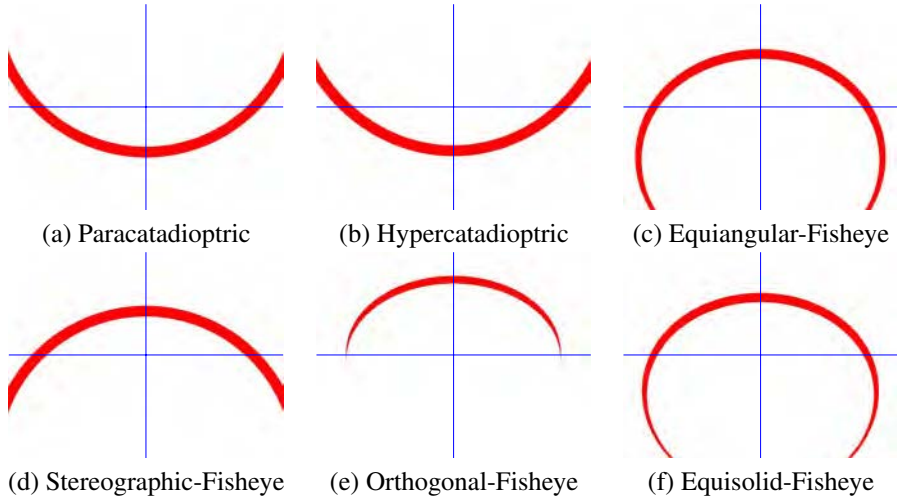 (a) Paracatadioptric
(b) Hypercatadioptric
(c) Equiangular-Fisheye
(d) Stereographic-Fisheye
(e) Orthogonal-Fisheye
(f) Equisolid-Fisheye